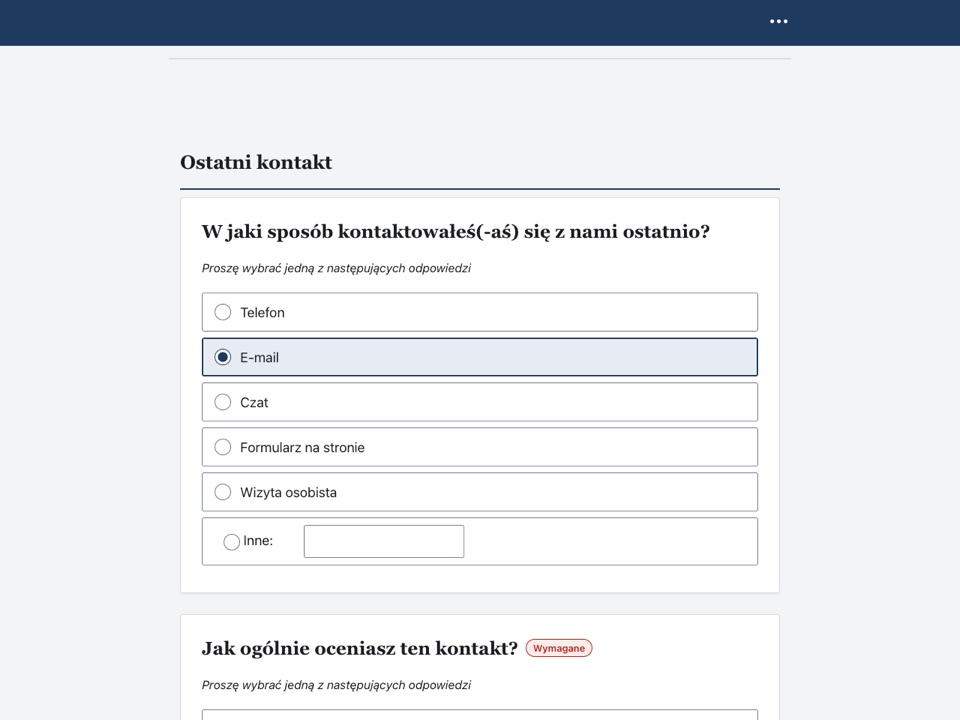 Ostatni kontakt
W jaki sposób kontaktowałeś(-aś) się z nami ostatnio?
Proszę wybrać jedną z następujących odpowiedzi
Telefon
E-mail
Czat
Formularz na stronie
Wizyta osobista
Inne:
Jak ogólnie oceniasz ten kontakt? Wymagane
Proszę wybrać jedną z następujących odpowiedzi